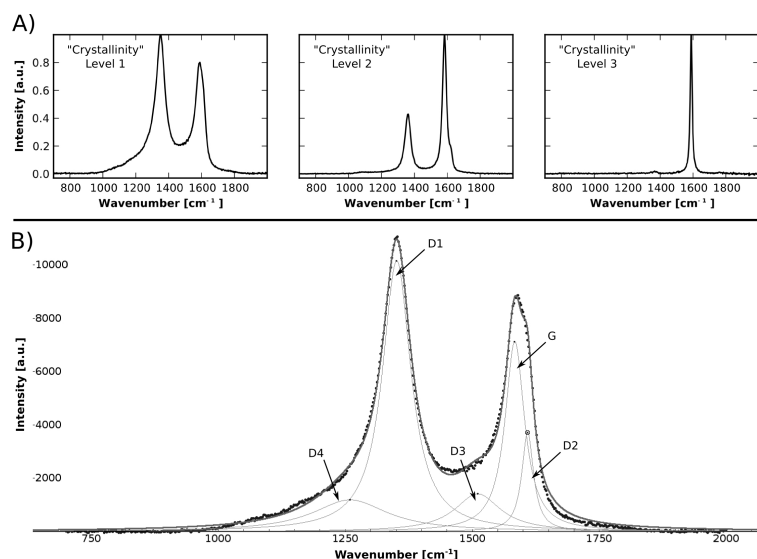 A)
"Crystallinity"
Level 1
"Crystallinity"
Level 2
"Crystallinity"
Level 3
Intensity [a.u.]
0.8
0.6
0.4
0.2
0.0
800 1000 1200 1400 1600 1800
800 1000 1200 1400 1600 1800
800 1000 1200 1400 1600 1800
Wavenumber [cm⁻¹ ]
Wavenumber [cm⁻¹ ]
Wavenumber [cm⁻¹ ]
B)
D1
10000
8000
G
Intensity [a.u.]
6000
4000
D4
D3
D2
2000
750 1000 1250 1500 1750 2000
Wavenumber [cm⁻¹]